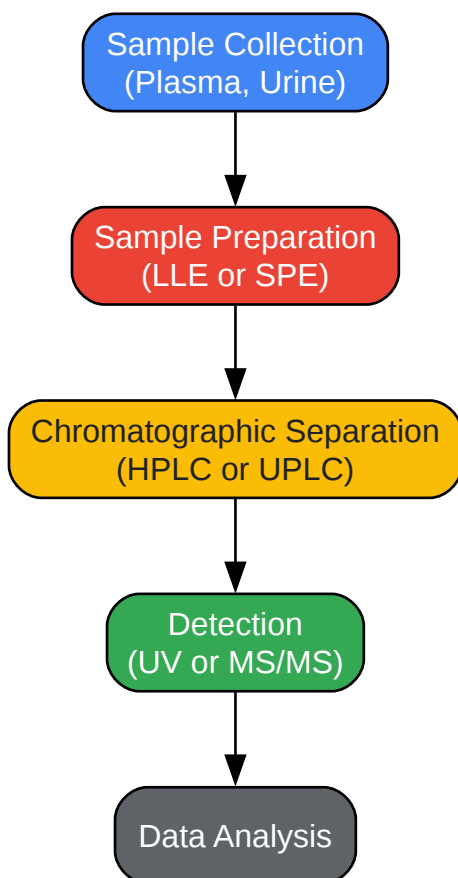 Sample Collection
(Plasma, Urine)
Sample Preparation
(LLE or SPE)
Chromatographic Separation
(HPLC or UPLC)
Detection
(UV or MS/MS)
Data Analysis